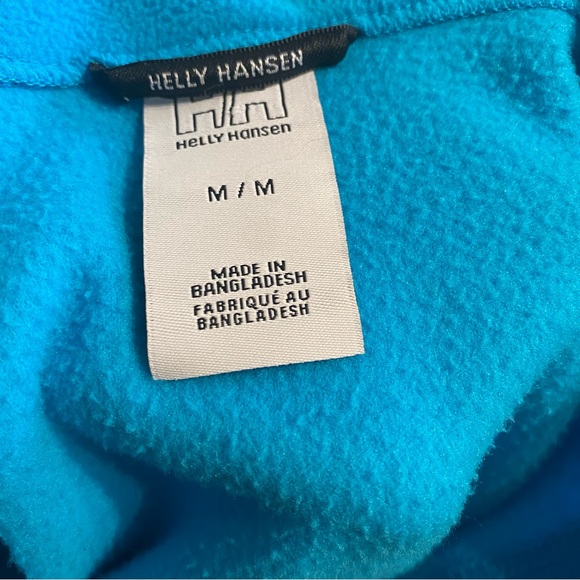 HELLY HANSEN
HH
HELLY HANSEN
M / M
MADE IN
BANGLADESH
FABRIQUÉ AU
BANGLADESH